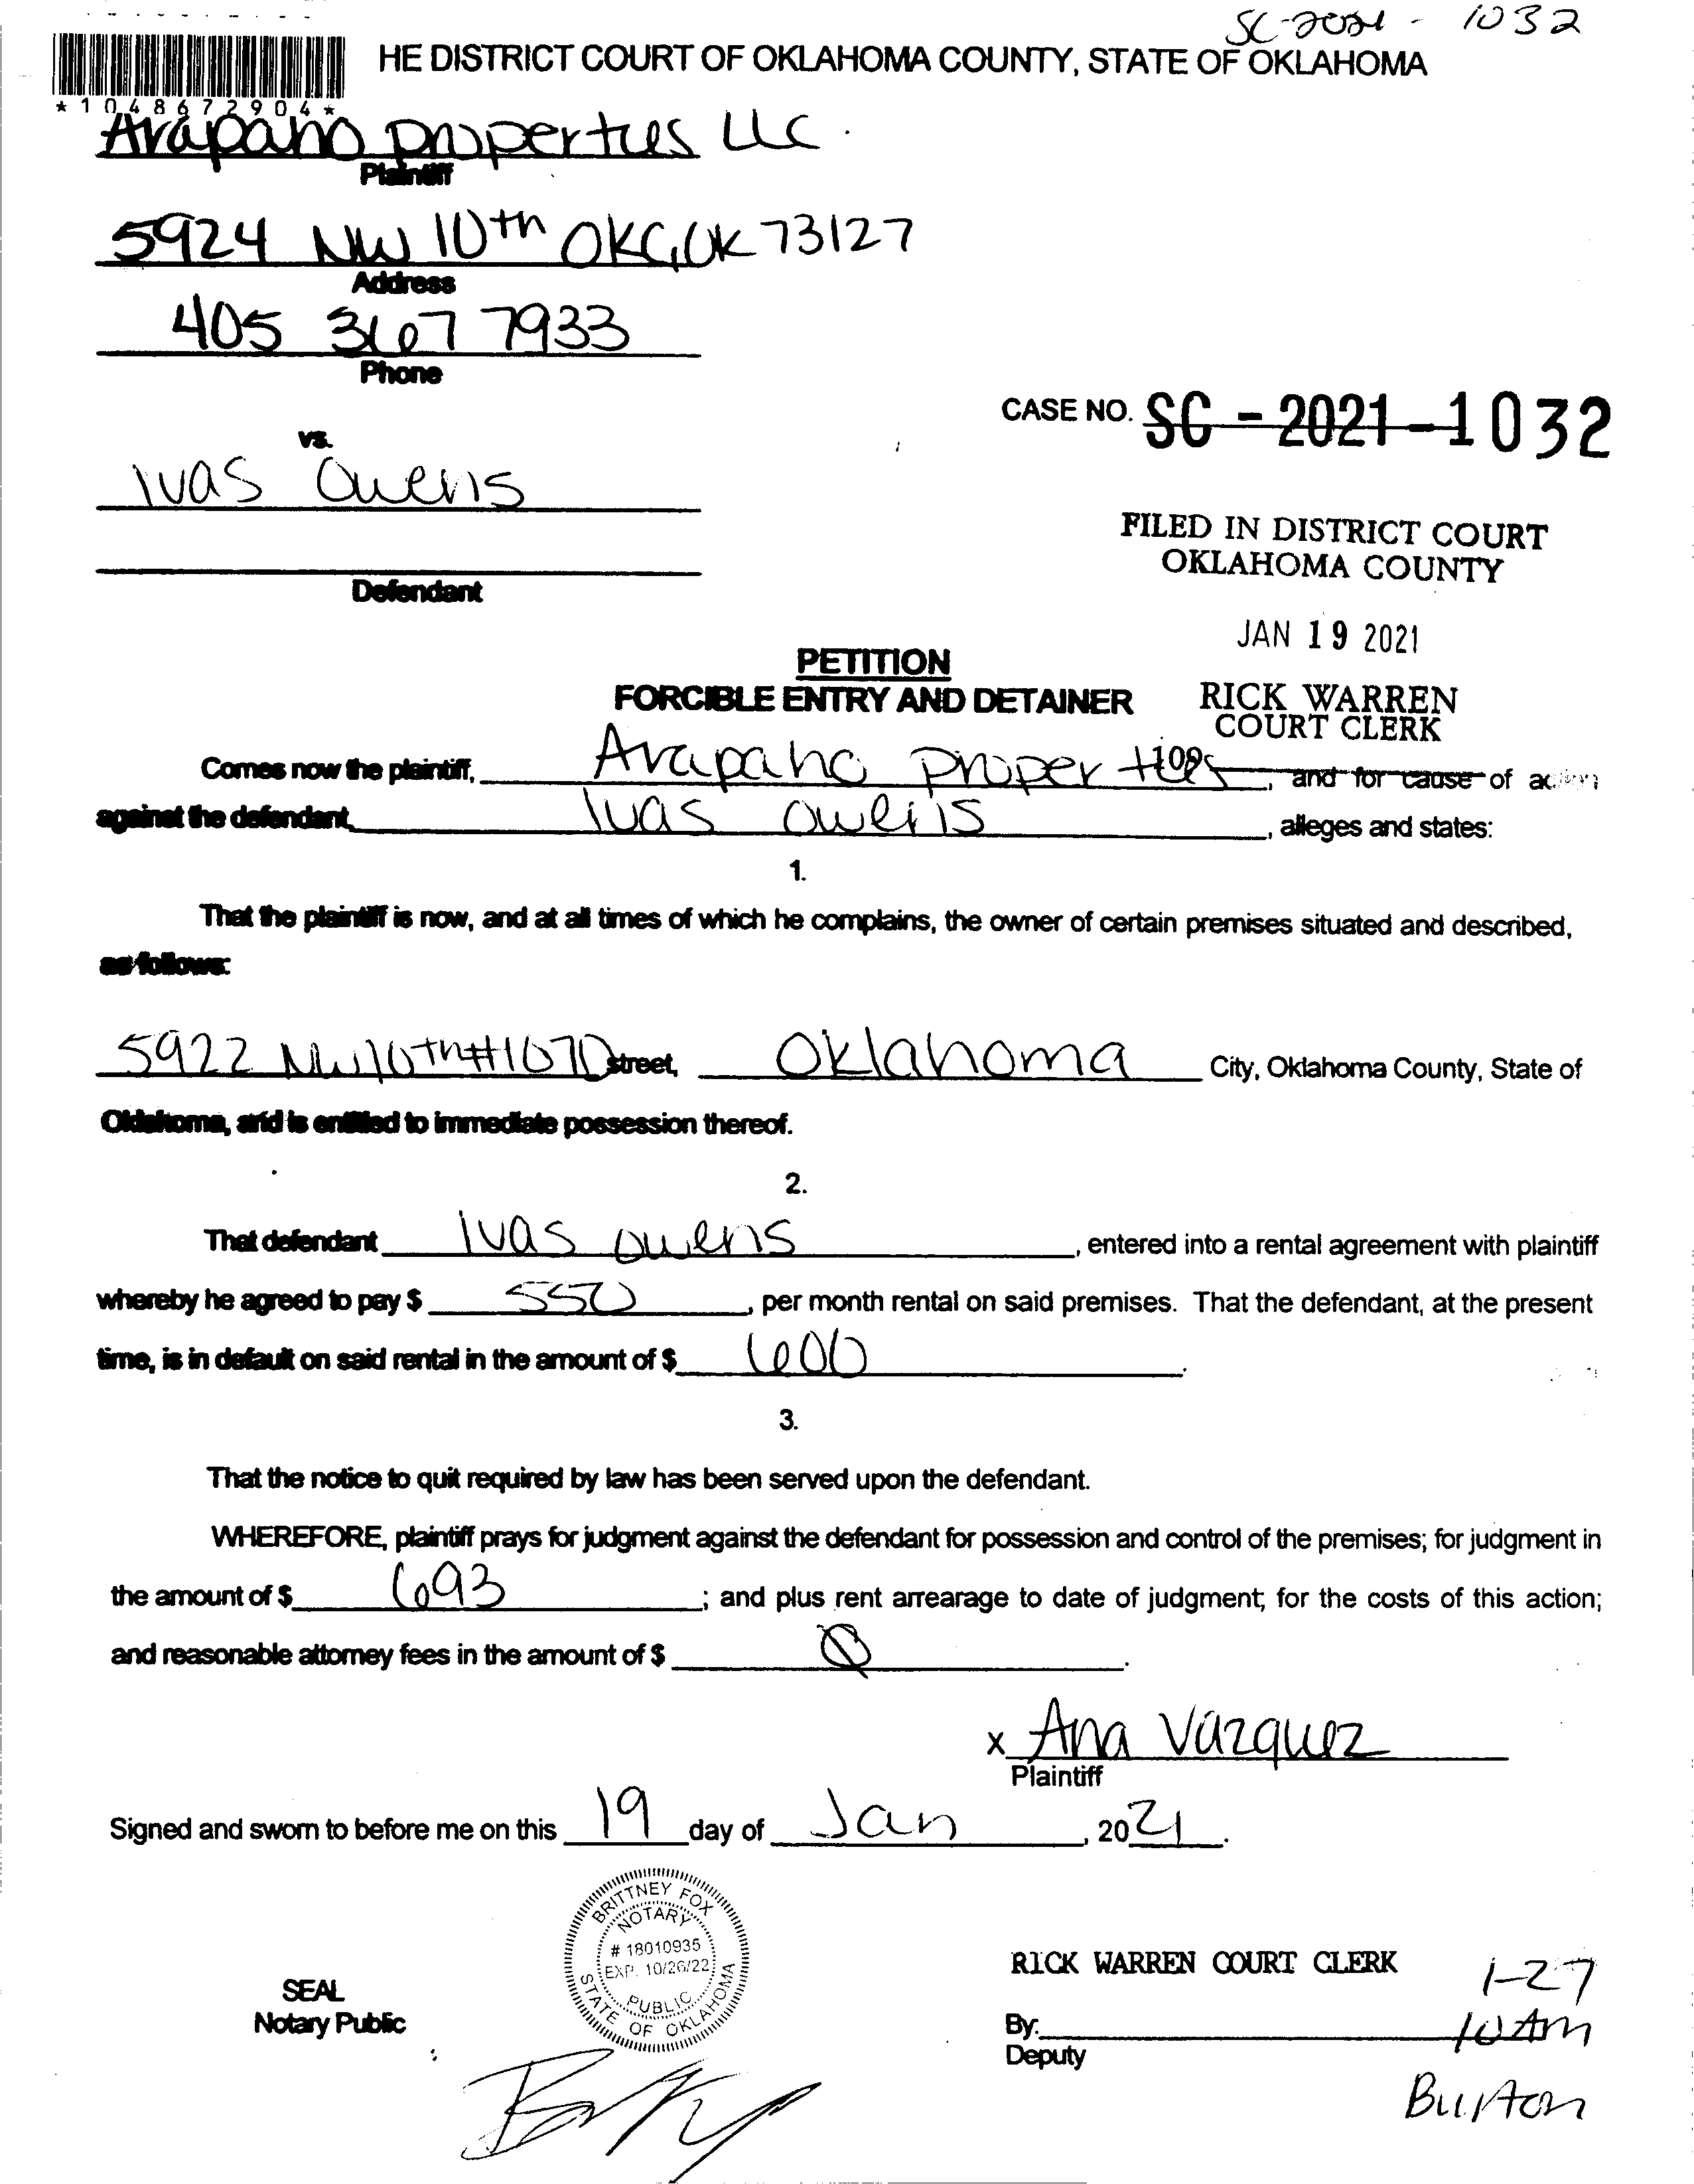 SC-2021 - 1032
HE DISTRICT COURT OF OKLAHOMA COUNTY, STATE OF OKLAHOMA
* 1 0 4 8 6 7 2 9 0 4 *
Arapaho properties LLC.
Plaintiff
5924 NW 10th OKC, OK 73127
Address
405 367 7933
Phone
CASE NO. SC - 2021 - 1032
vs.
Ivas Owens
FILED IN DISTRICT COURT
OKLAHOMA COUNTY
Defendant
JAN 19 2021
PETITION
FORCIBLE ENTRY AND DETAINER
RICK WARREN
COURT CLERK
109
Comes now the plaintiff, Arapaho properties, and for cause of action
against the defendant, Ivas Owens, alleges and states:
1.
That the plaintiff is now, and at all times of which he complains, the owner of certain premises situated and described,
as follows:
5922 NW 10th #1070 street, Oklahoma City, Oklahoma County, State of
Oklahoma, and is entitled to immediate possession thereof.
2.
That defendant Ivas owens, entered into a rental agreement with plaintiff
whereby he agreed to pay $ 550, per month rental on said premises. That the defendant, at the present
time, is in default on said rental in the amount of $ 600.
3.
That the notice to quit required by law has been served upon the defendant.
WHEREFORE, plaintiff prays for judgment against the defendant for possession and control of the premises; for judgment in
the amount of $ 693; and plus rent arrearage to date of judgment; for the costs of this action;
and reasonable attorney fees in the amount of $ 0.
x Ana Vazquez
Plaintiff
Signed and sworn to before me on this 19 day of Jan, 2021.
BRITTNEY FOX
NOTARY
# 18010935
EXP. 10/26/22
PUBLIC
STATE OF OKLAHOMA
SEAL
Notary Public
RICK WARREN COURT CLERK
1-27
By:
10 Am
Deputy
Burton